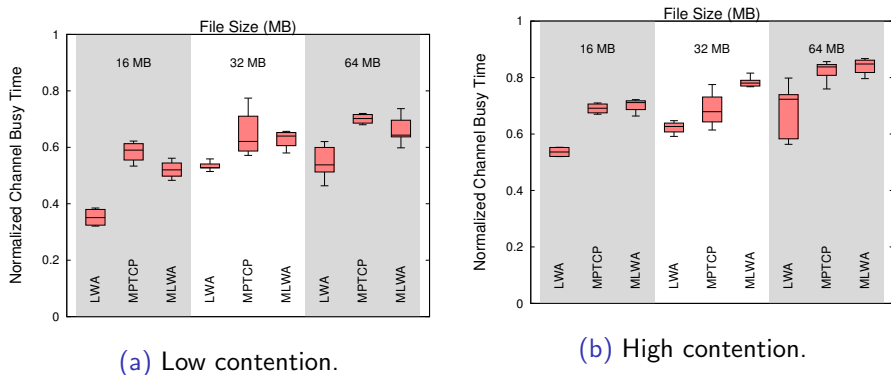 File Size (MB)
Normalized Channel Busy Time
1
0.8
0.6
0.4
0.2
0
16 MB
32 MB
64 MB
LWA
MPTCP
MLWA
LWA
MPTCP
MLWA
LWA
MPTCP
MLWA
(a) Low contention.
File Size (MB)
Normalized Channel Busy Time
1
0.8
0.6
0.4
0.2
0
16 MB
32 MB
64 MB
LWA
MPTCP
MLWA
LWA
MPTCP
MLWA
LWA
MPTCP
MLWA
(b) High contention.